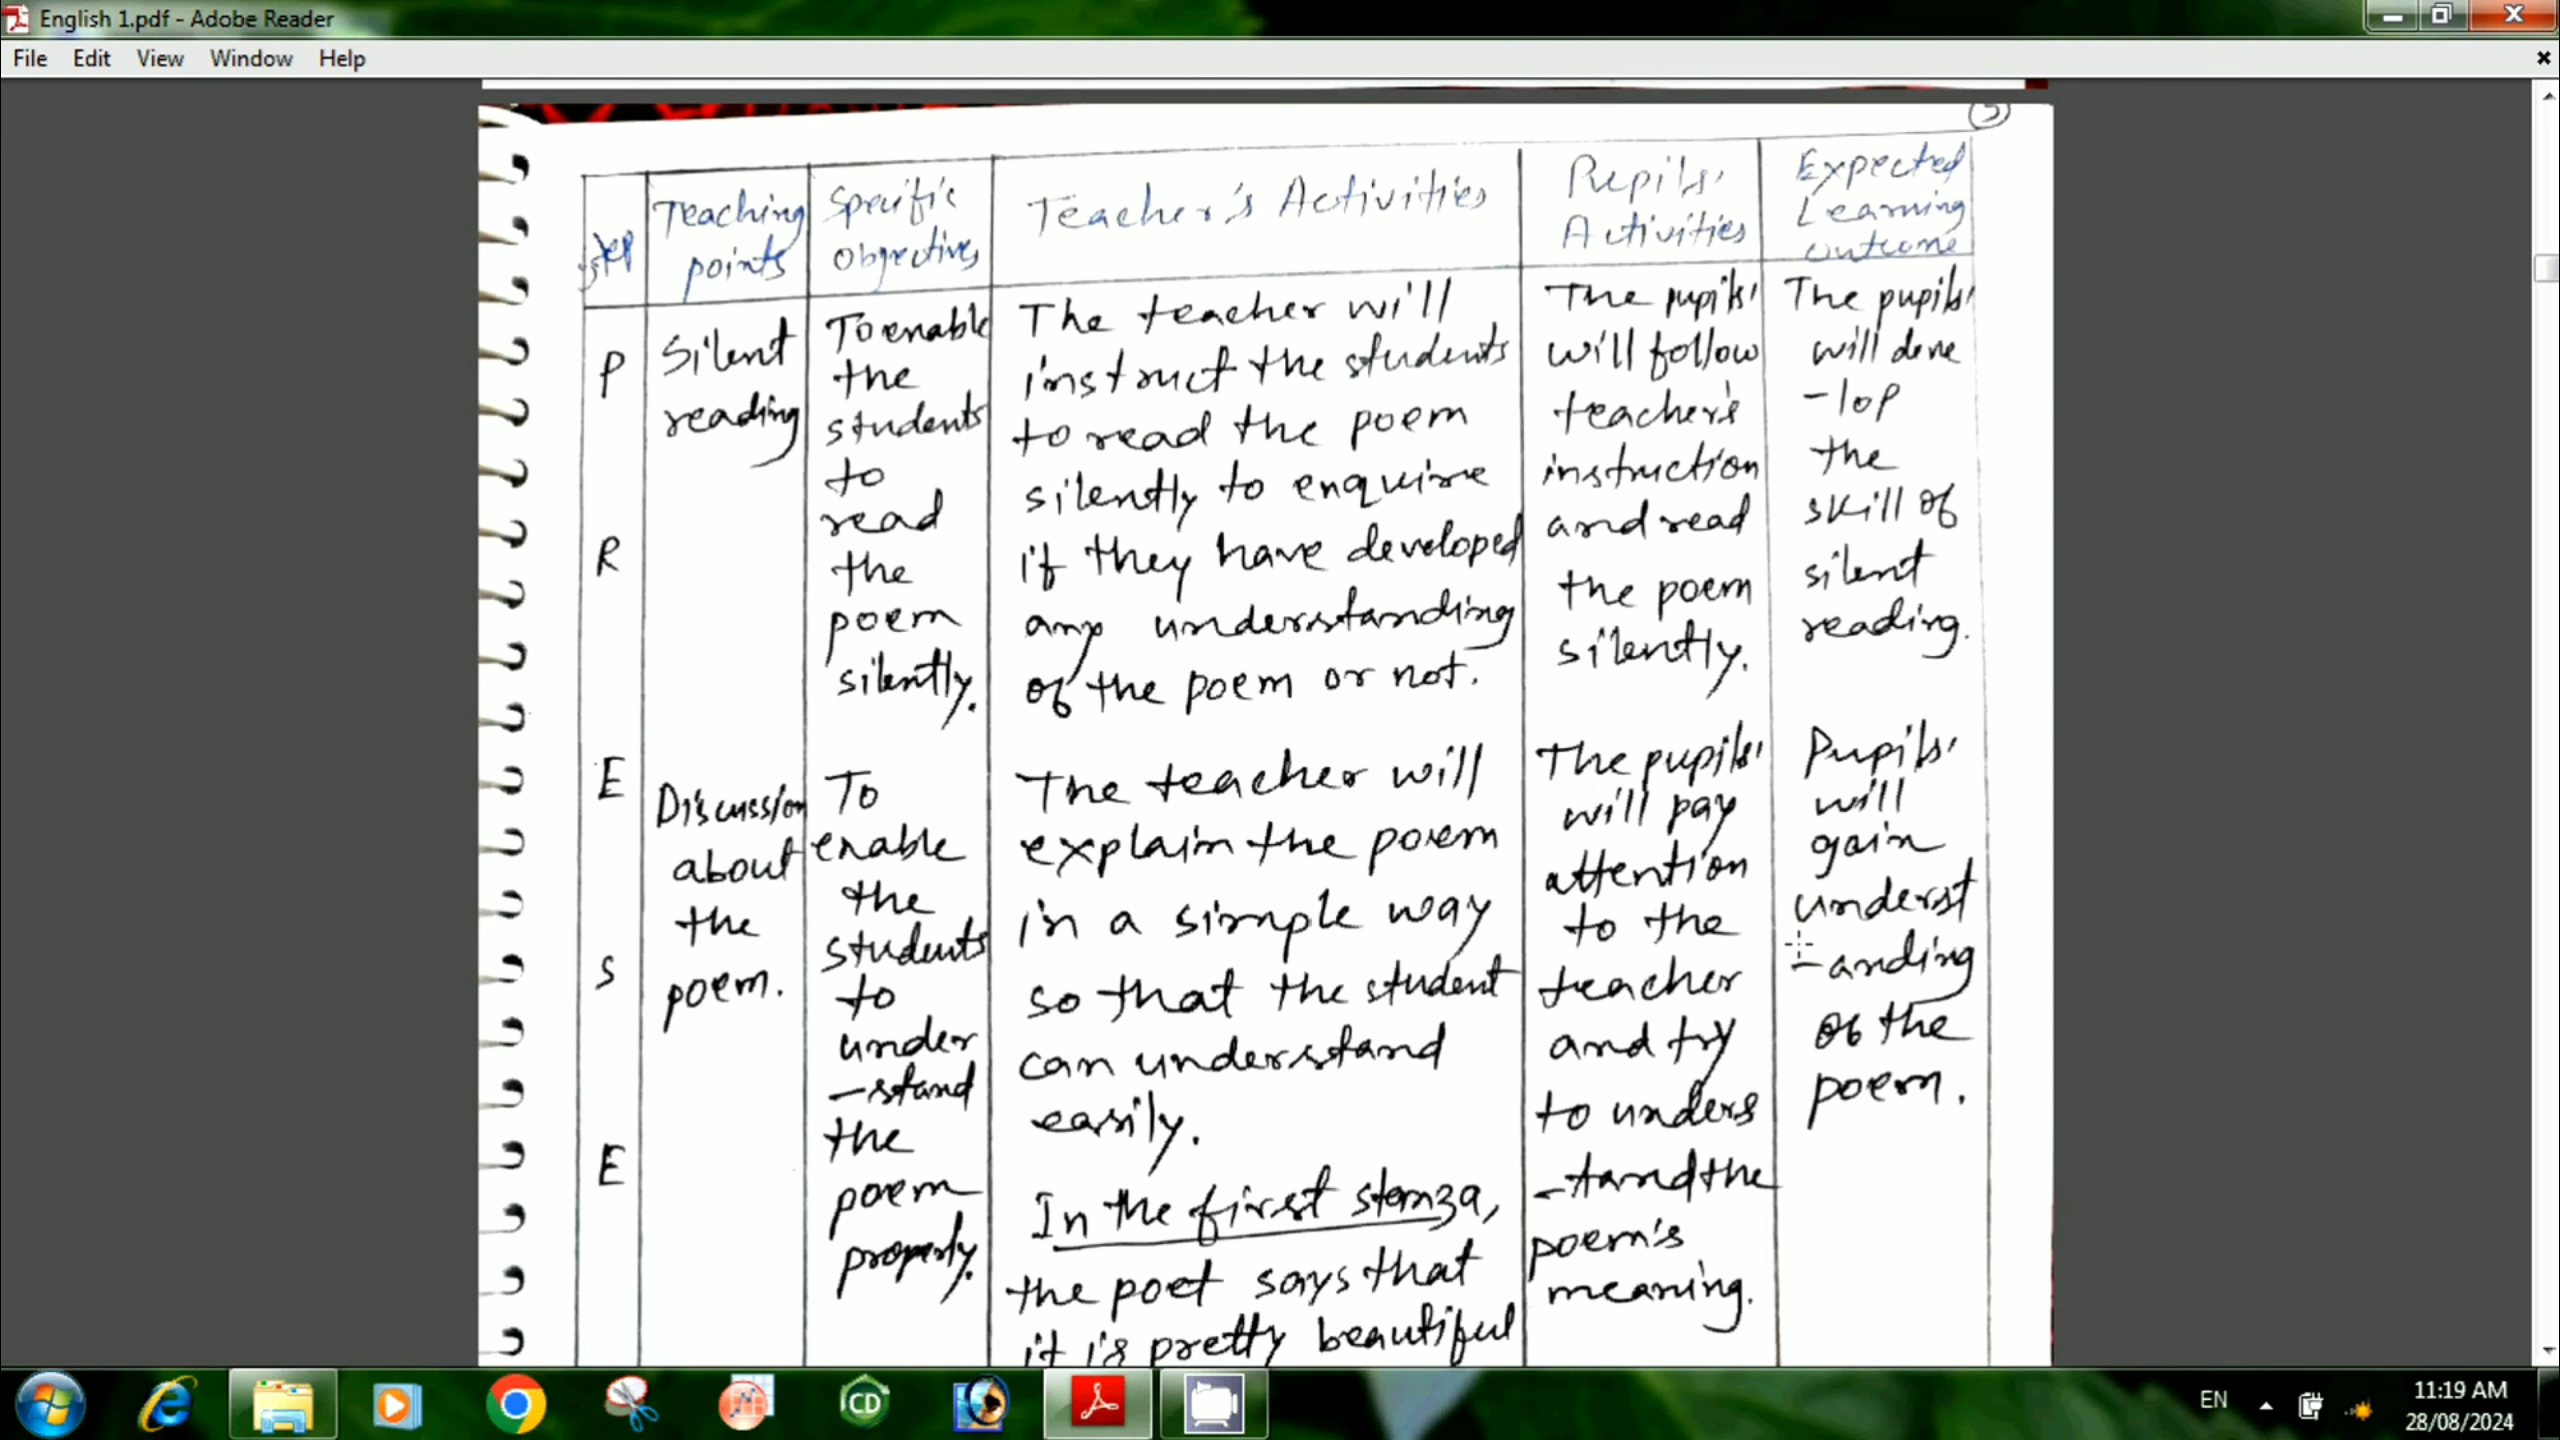 English 1.pdf - Adobe Reader
File Edit View Window Help
5
Step
Teaching
points
Specific
Objectives
Teacher's Activities
Pupils'
Activities
Expected
Learning
outcome
P
R
E
S
E
Silent
reading
To enable
the
students
to
read
the
poem
silently.
The teacher will
instruct the students
to read the poem
silently to enquire
if they have developed
any understanding
of the poem or not.
The pupils'
will follow
teacher's
instruction
and read
the poem
silently.
The pupils'
will deve
-lop
the
skill of
silent
reading.
Discussion
about
the
poem.
To
enable
the
students
to
under
-stand
the
poem
properly.
The teacher will
explain the poem
in a simple way
so that the student
can understand
easily.
In the first stanza,
the poet says that
it is pretty beautiful
The pupils'
will pay
attention
to the
teacher
and try
to unders
-tand the
poem's
meaning.
Pupils'
will
gain
underst
-anding
of the
poem.
CD
EN
11:19 AM
28/08/2024